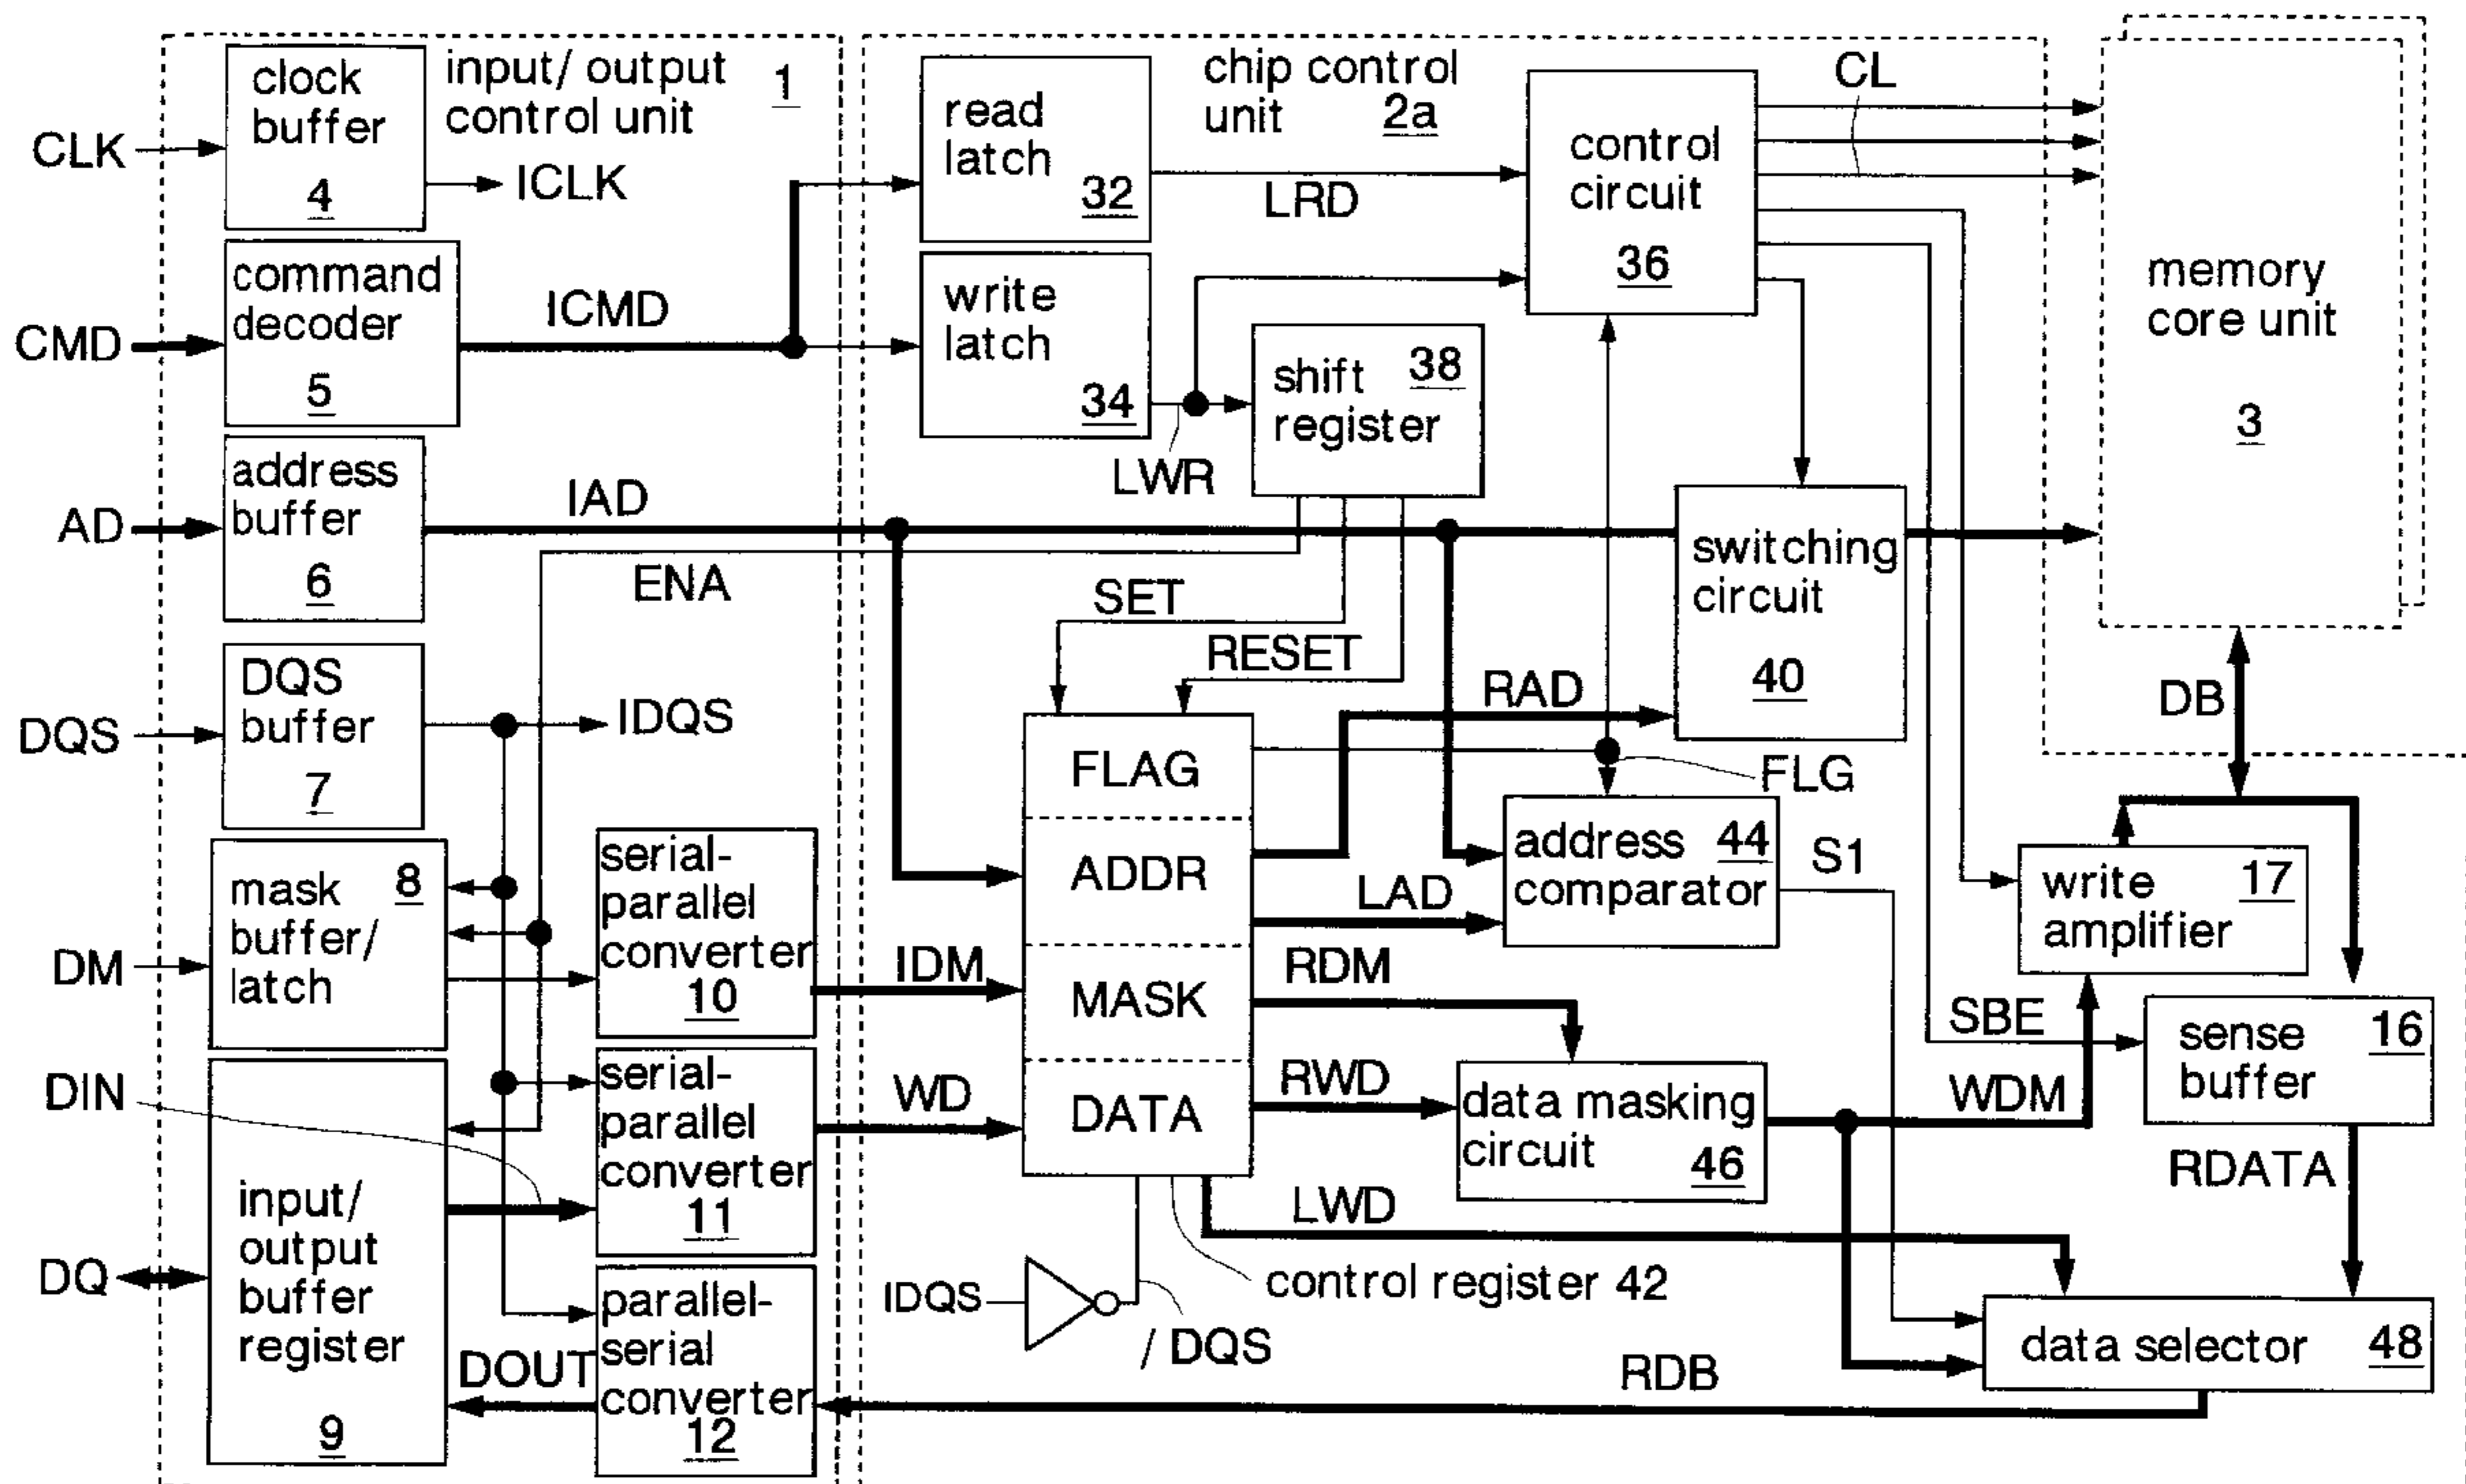 clock
buffer
4
input/ output
control unit
1
CLK
ICLK
command
decoder
5
CMD
ICMD
address
buffer
6
AD
IAD
ENA
DQS
buffer
7
DQS
IDQS
mask
buffer/
latch
8
DM
serial-
parallel
converter
10
IDM
DIN
serial-
parallel
converter
11
WD
input/
output
buffer
register
9
DQ
DOUT
parallel-
serial
converter
12
chip control
unit 2a
read
latch
32
LRD
write
latch
34
LWR
shift
register
38
control
circuit
36
CL
memory
core unit
3
SET
RESET
switching
circuit
40
RAD
FLAG
ADDR
MASK
DATA
FLG
address
comparator
44
S1
LAD
RDM
RWD
data masking
circuit
46
LWD
control register 42
IDQS
/ DQS
DB
write
amplifier
17
SBE
sense
buffer
16
WDM
RDATA
data selector 48
RDB